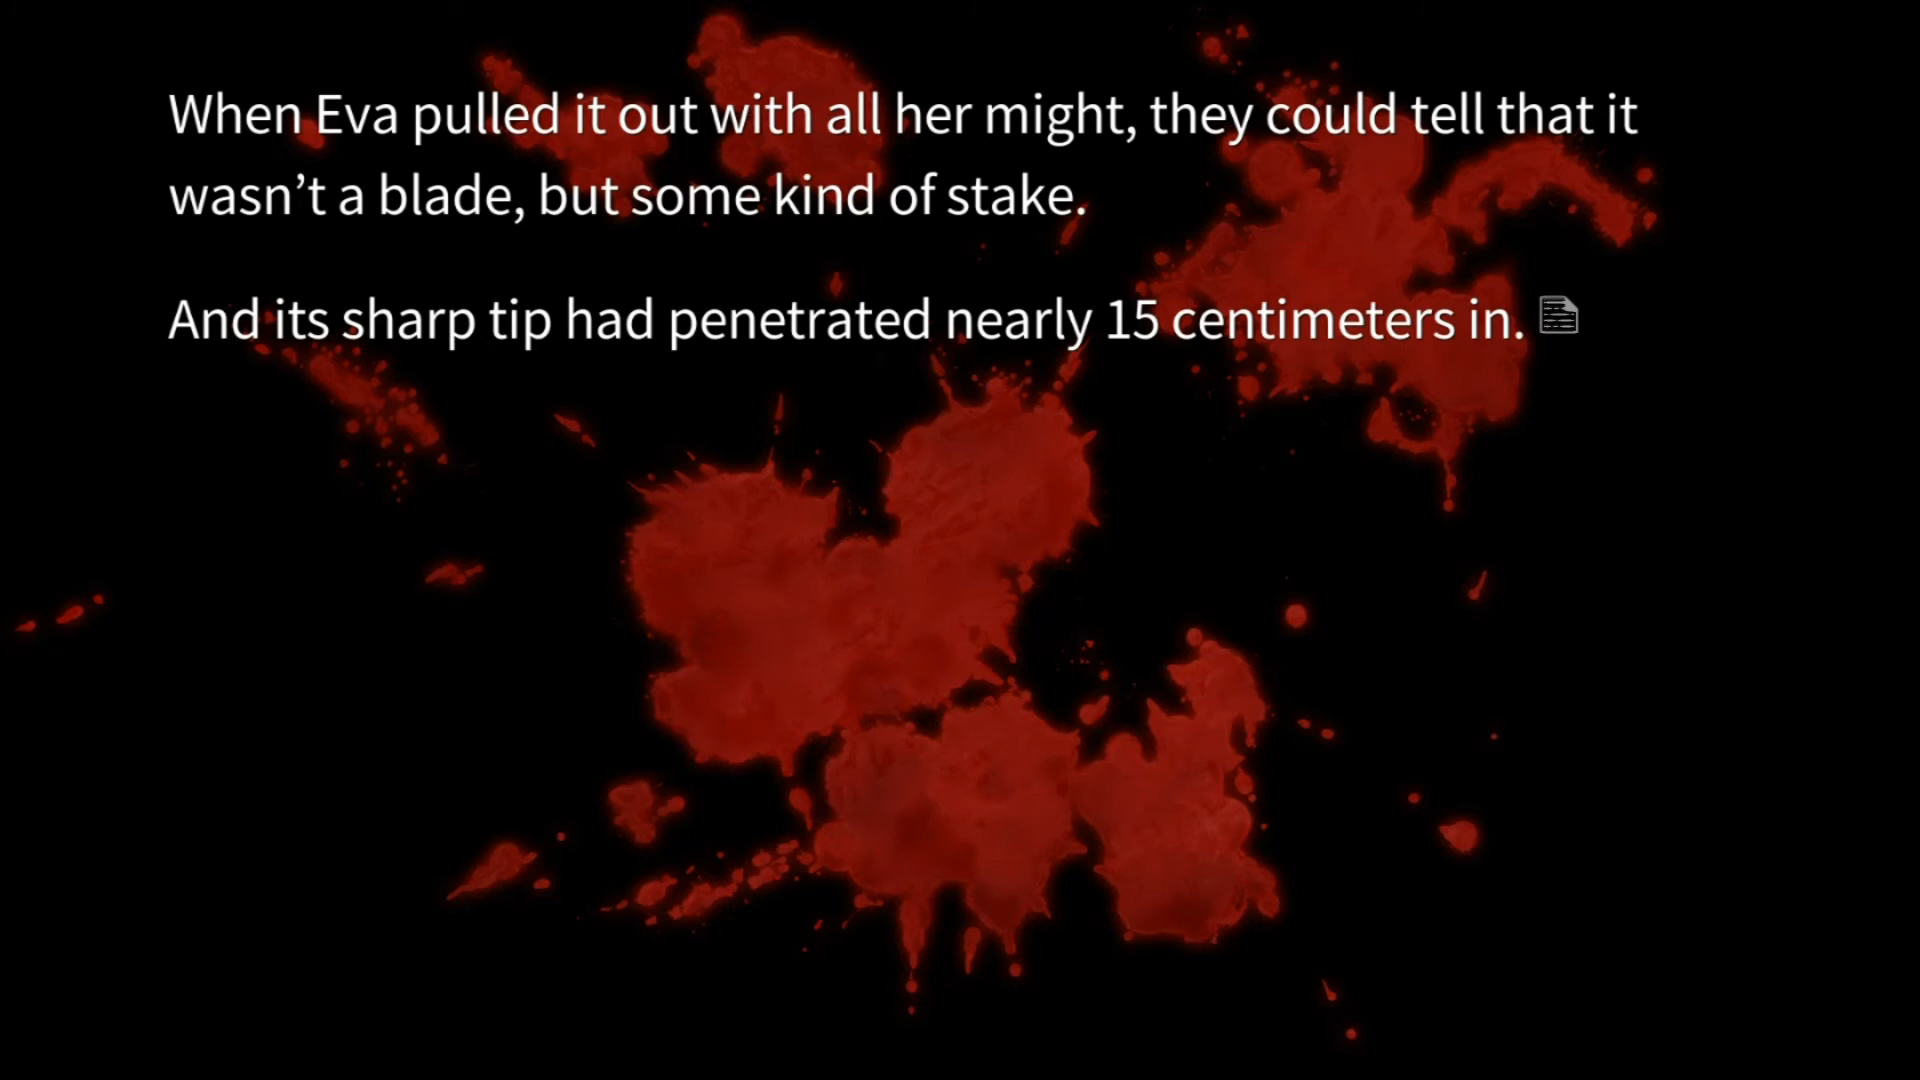 When Eva pulled it out with all her might, they could tell that it
wasn’t a blade, but some kind of stake.
And its sharp tip had penetrated nearly 15 centimeters in.